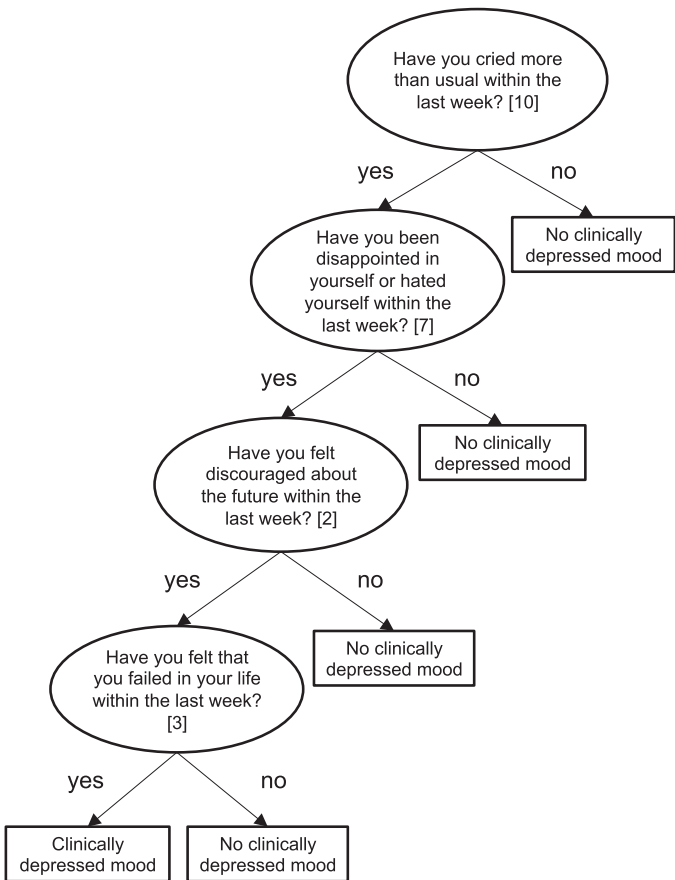 Have you cried more
than usual within the
last week? [10]
yes
no
Have you been
disappointed in
yourself or hated
yourself within the
last week? [7]
No clinically
depressed mood
yes
no
Have you felt
discouraged about
the future within the
last week? [2]
No clinically
depressed mood
yes
no
Have you felt that
you failed in your life
within the last week?
[3]
No clinically
depressed mood
yes
no
Clinically
depressed mood
No clinically
depressed mood